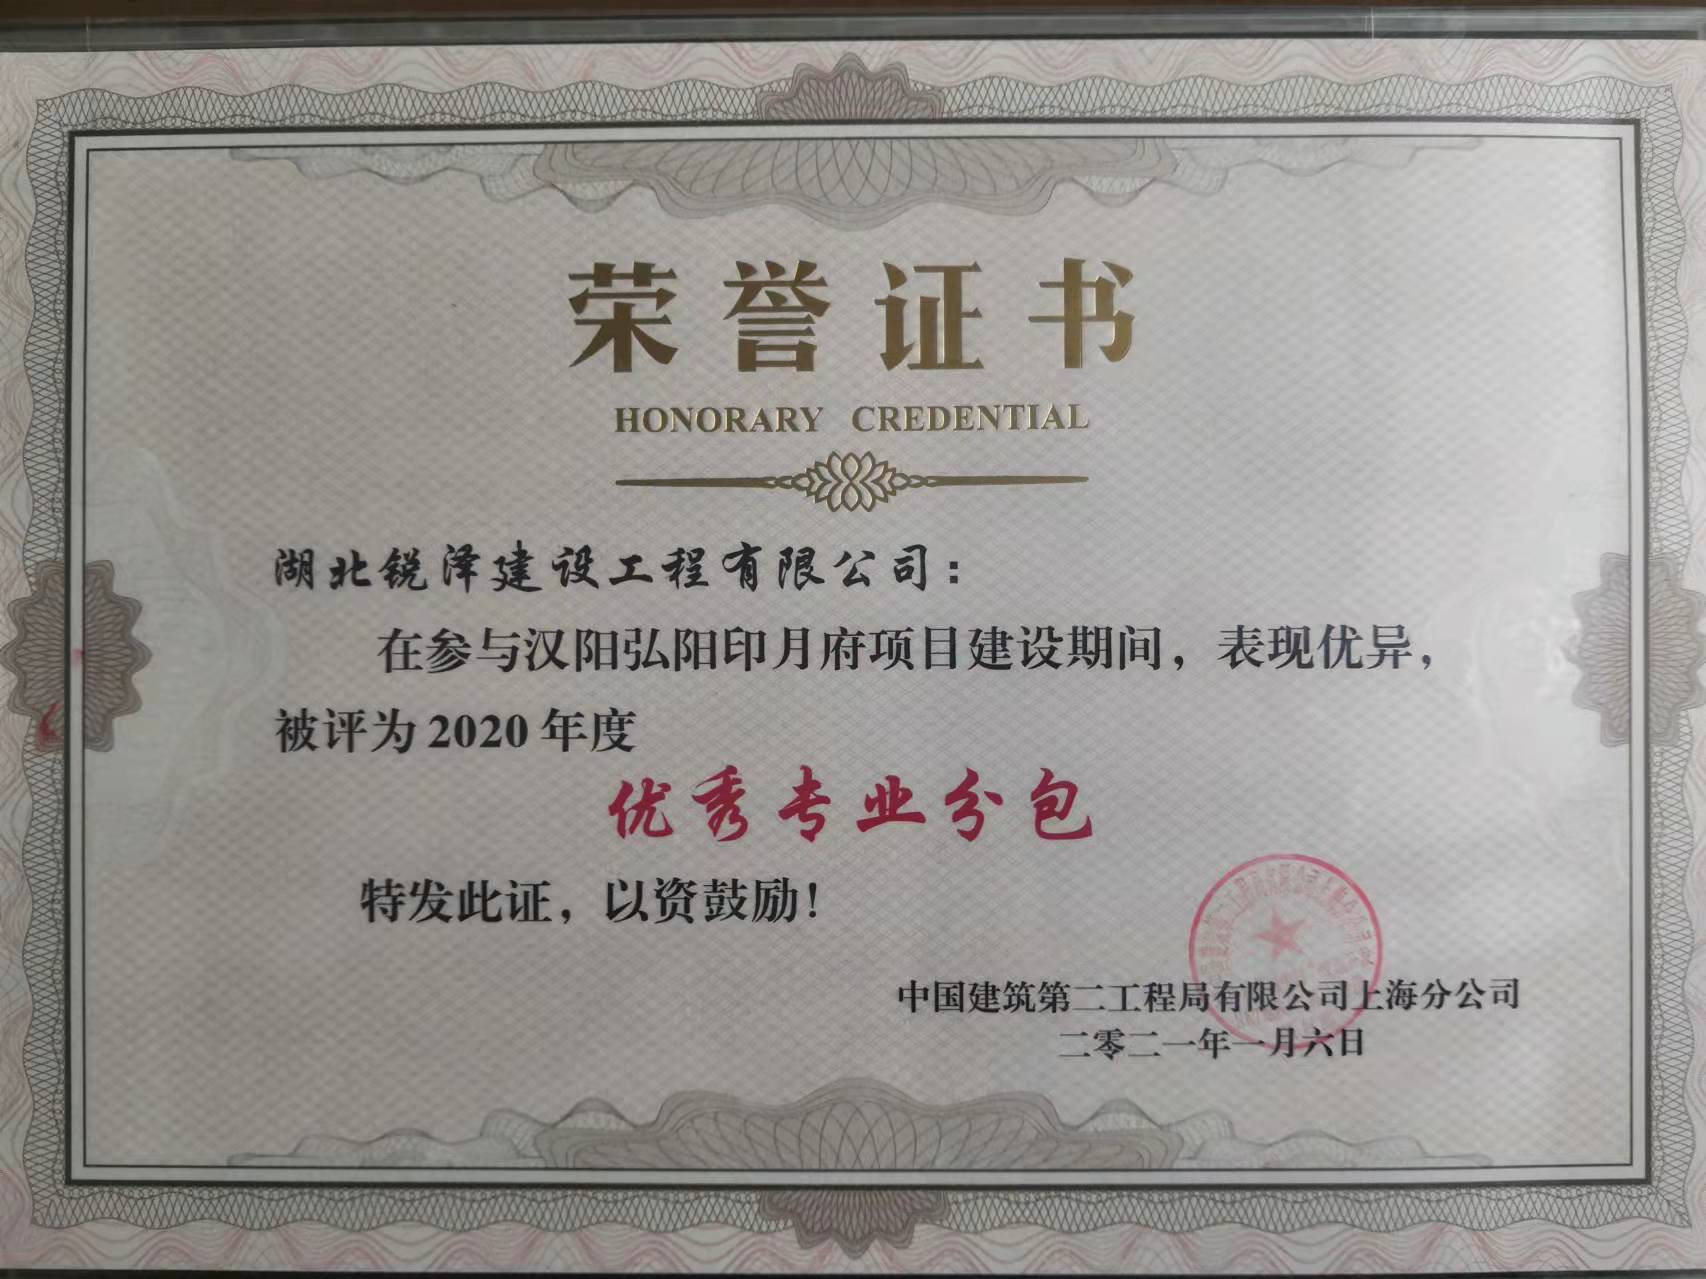 荣誉证书
HONORARY CREDENTIAL
湖北锐泽建设工程有限公司：
在参与汉阳弘阳印月府项目建设期间，表现优异，
被评为 2020 年度
优秀专业分包
特发此证，以资鼓励！
中国建筑第二工程局有限公司上海分公司
二零二一年一月六日